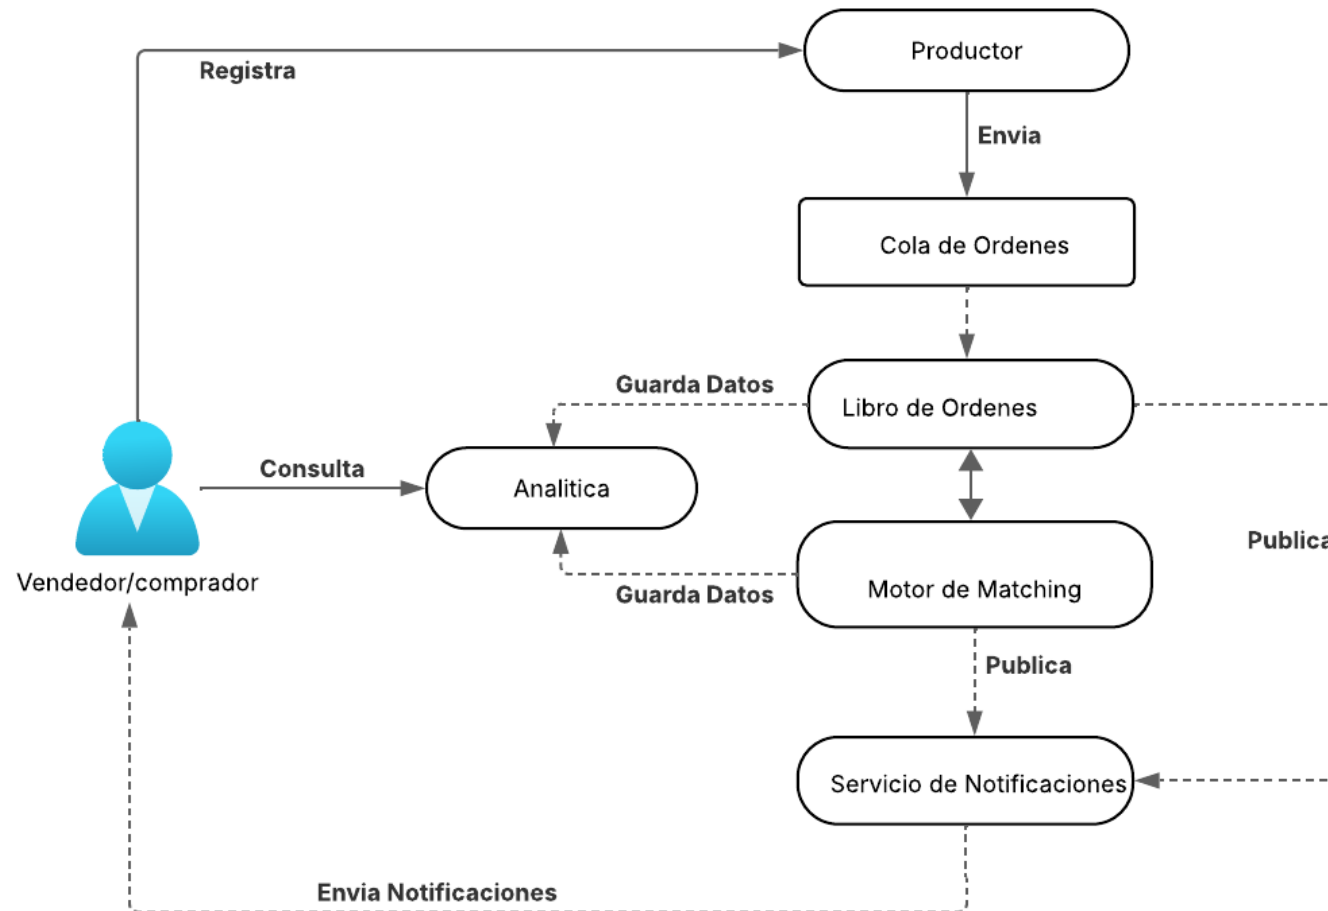 Productor
Registra
Envia
Cola de Ordenes
Guarda Datos
Libro de Ordenes
Consulta
Analitica
Publica
Vendedor/comprador
Motor de Matching
Guarda Datos
Publica
Servicio de Notificaciones
Envia Notificaciones